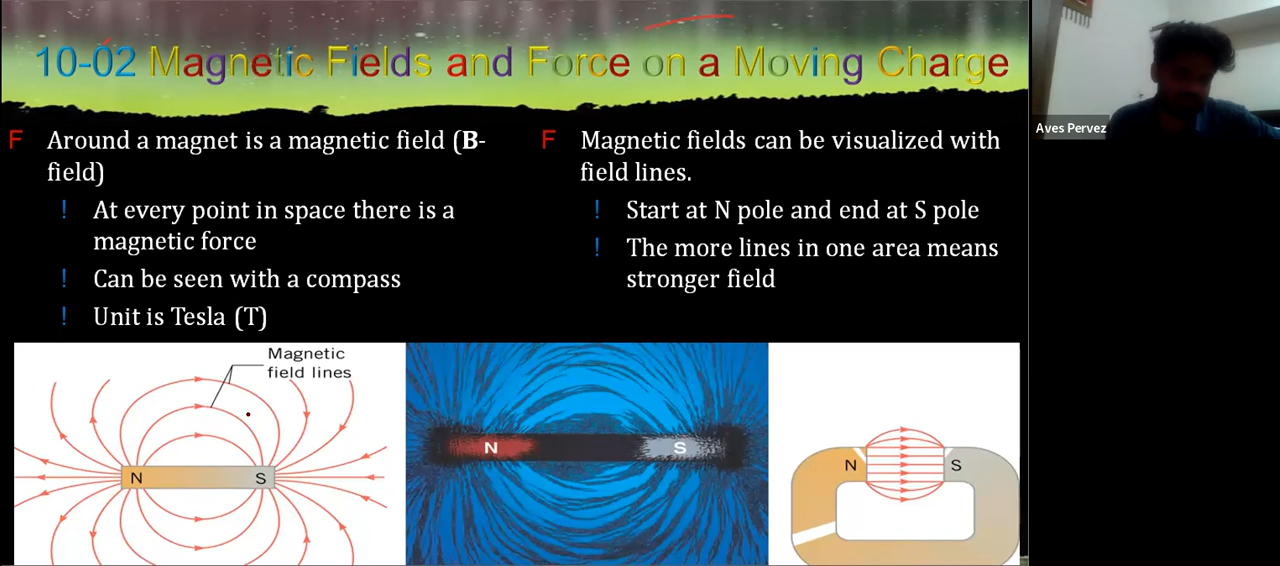 10-02 Magnetic Fields and Force on a Moving Charge
F Around a magnet is a magnetic field (B-
field)
! At every point in space there is a
magnetic force
! Can be seen with a compass
! Unit is Tesla (T)
F Magnetic fields can be visualized with
field lines.
! Start at N pole and end at S pole
! The more lines in one area means
stronger field
Magnetic
field lines
N S
N S
N S
Aves Pervez